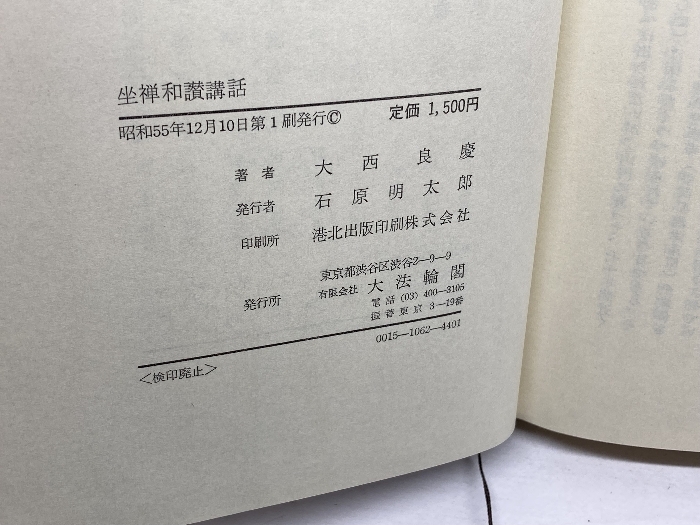 坐禅和讃講話
昭和55年12月10日第1刷発行© 定価 1,500円
著者 大西良慶
発行者 石原明太郎
印刷所 港北出版印刷株式会社
東京都渋谷区渋谷2―9―9
発行所 有限会社 大法輪閣
電話 (03) 400―3105
振替東京 3―19番
0015―1062―4401
<検印廃止>